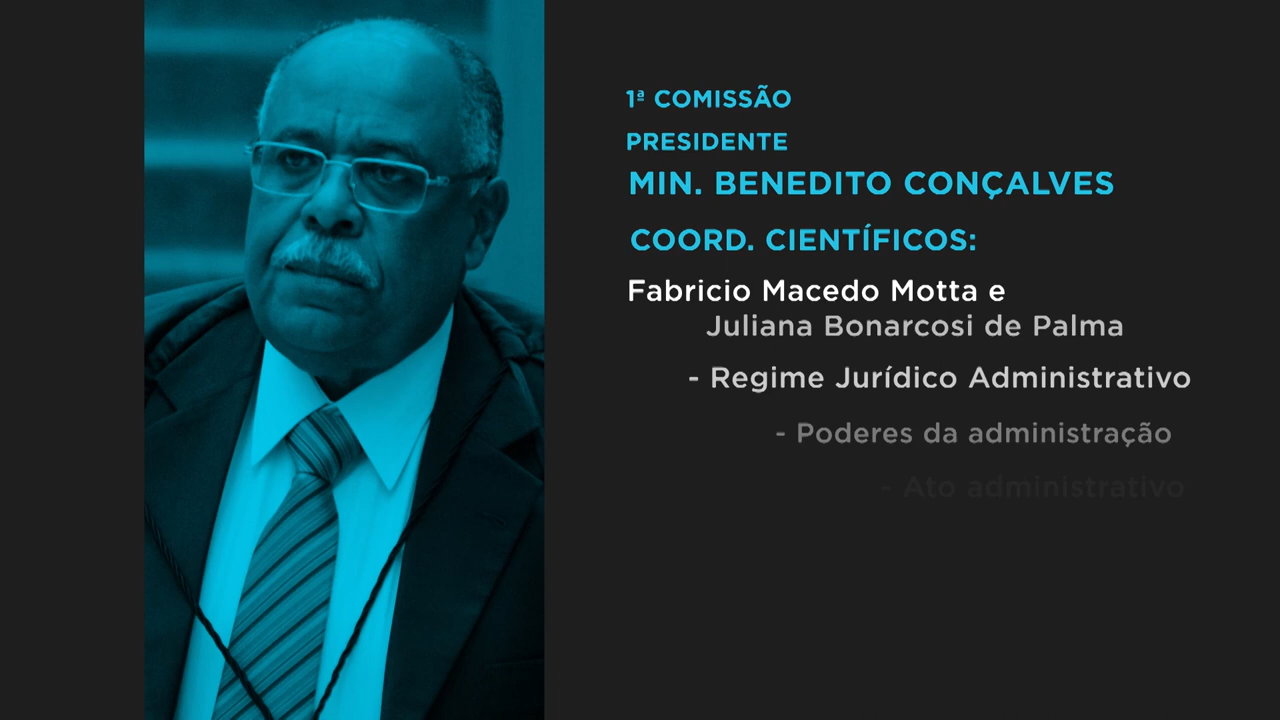 1ª COMISSÃO
PRESIDENTE
MIN. BENEDITO CONÇALVES
COORD. CIENTÍFICOS:
Fabricio Macedo Motta e
Juliana Bonarcosi de Palma
- Regime Jurídico Administrativo
- Poderes da administração
- Ato administrativo